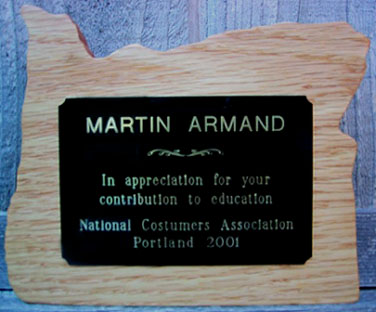 MARTIN ARMAND
In appreciation for your
contribution to education
National Costumers Association
Portland 2001